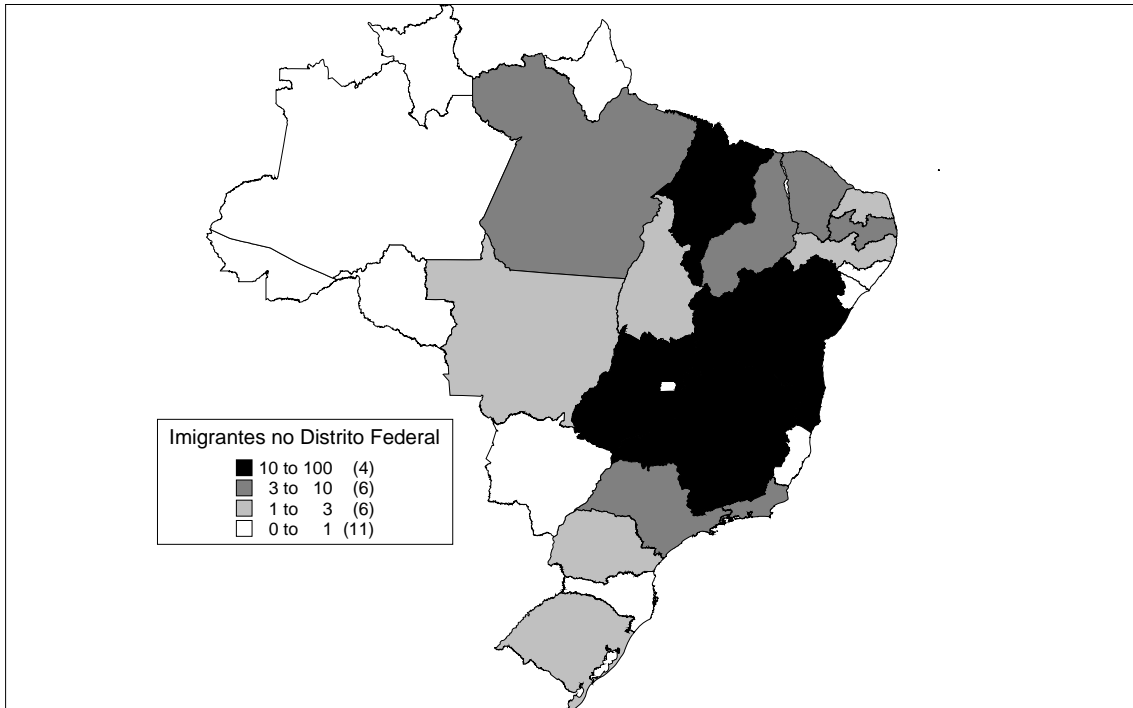 Imigrantes no Distrito Federal
10 to 100 (4)
3 to 10 (6)
1 to 3 (6)
0 to 1 (11)